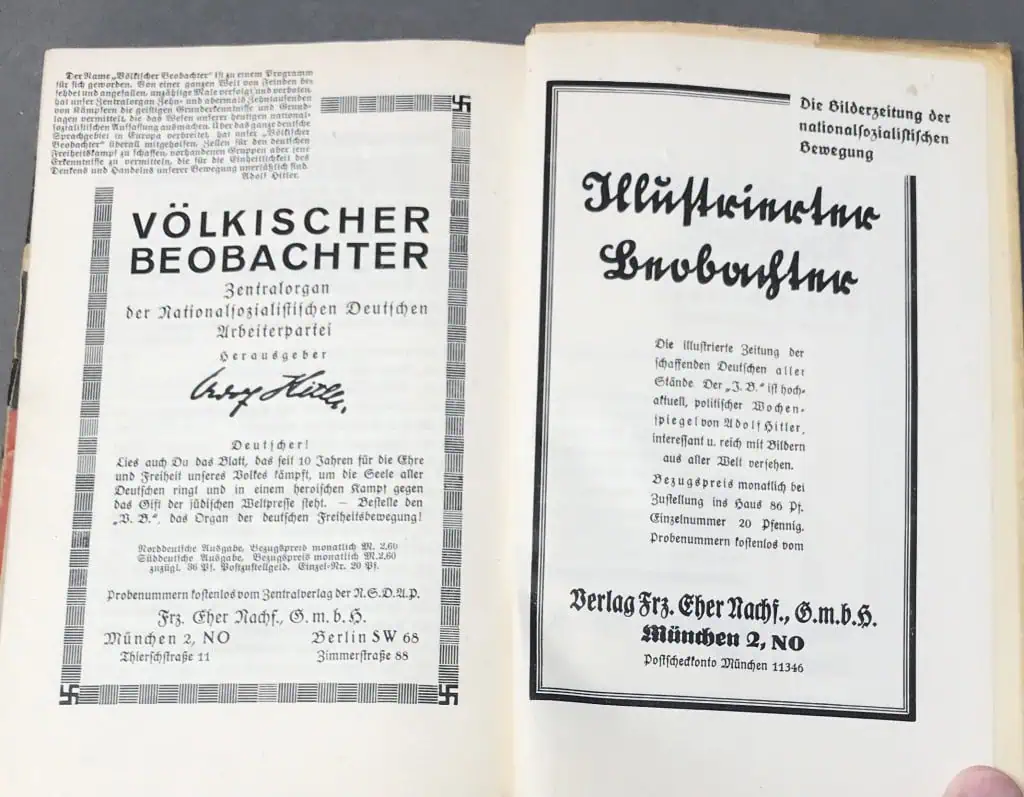 Der Name „Völkischer Beobachter" ist zu einem Programm
für sich geworden. Von einer ganzen Welt von Feinden be-
fehdet und angefallen, unzählige Male verfolgt und verboten,
hat unser Zentralorgan Zehn- und abermals Zehntausenden
von Kämpfern die geistigen Grunderkenntnisse und Grund-
lagen vermittelt, die das Wesen unserer heutigen national-
sozialistischen Auffassung ausmachen. Über das ganze deutsche
Sprachgebiet in Europa verbreitet, hat unser „Völkischer
Beobachter" überall mitgeholfen, Zellen für den deutschen
Freiheitskampf zu schaffen, vorhandenen Gruppen aber jene
Erkenntnisse zu vermitteln, die für die Einheitlichkeit des
Denkens und Handelns unserer Bewegung unerläßlich sind.
Adolf Hitler.
VÖLKISCHER
BEOBACHTER
Zentralorgan
der Nationalsozialistischen Deutschen
Arbeiterpartei
Herausgeber
Adolf Hitler.
Deutscher!
Lies auch Du das Blatt, das seit 10 Jahren für die Ehre
und Freiheit unseres Volkes kämpft, um die Seele aller
Deutschen ringt und in einem heroischen Kampf gegen
das Gift der jüdischen Weltpresse steht. — Bestelle den
„V. B.", das Organ der deutschen Freiheitsbewegung!
Norddeutsche Ausgabe, Bezugspreis monatlich M. 2.60
Süddeutsche Ausgabe, Bezugspreis monatlich M.2.60
zuzügl. 36 Pf. Postzustellgeld. Einzel-Nr. 20 Pf.
Probenummern kostenlos vom Zentralverlag der N.S.D.A.P.
Frz. Eher Nachf., G.m.b.H.
München 2, NO Berlin SW 68
Thierschstraße 11 Zimmerstraße 88
Die Bilderzeitung der
nationalsozialistischen
Bewegung
Illustrierter
Beobachter
Die illustrierte Zeitung der
schaffenden Deutschen aller
Stände. Der „J. B." ist hoch-
aktuell, politischer Wochen-
spiegel von Adolf Hitler,
interessant u. reich mit Bildern
aus aller Welt versehen.
Bezugspreis monatlich bei
Zustellung ins Haus 86 Pf.
Einzelnummer 20 Pfennig.
Probenummern kostenlos vom
Verlag Frz. Eher Nachf., G.m.b.H.
München 2, NO
Postscheckkonto München 11346